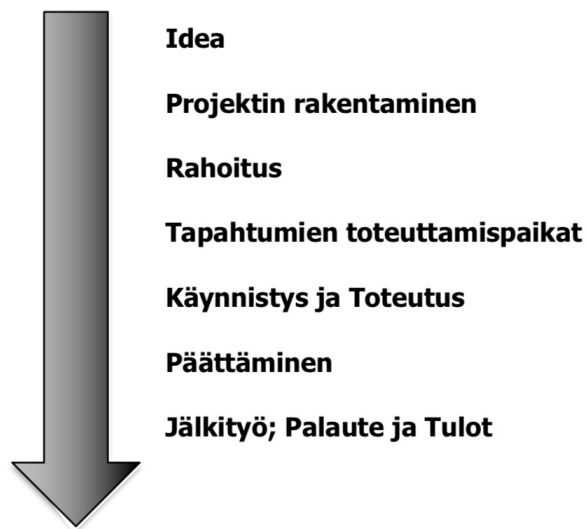 Idea
Projektin rakentaminen
Rahoitus
Tapahtumien toteuttamispaikat
Käynnistys ja Toteutus
Päättäminen
Jälkityö; Palaute ja Tulot